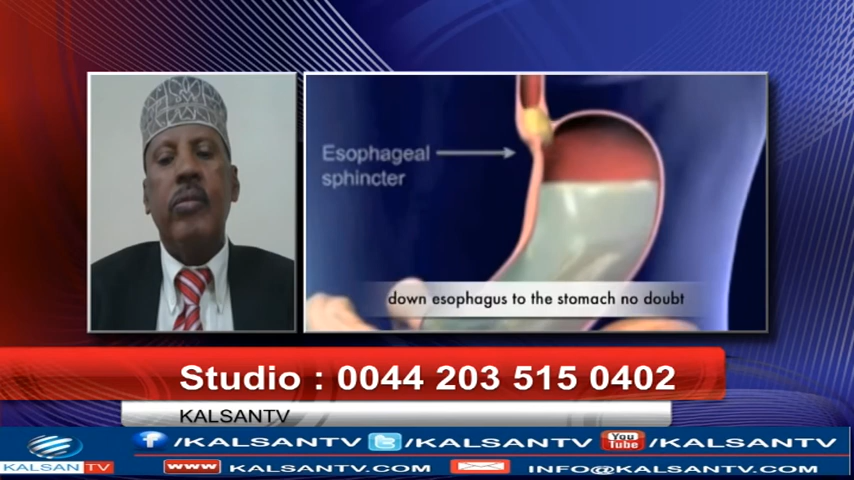 Esophageal
sphincter
down esophagus to the stomach no doubt
Studio : 0044 203 515 0402
KALSANTV
/KALSANTV /KALSANTV You Tube /KALSANTV
KALSAN TV www KALSANTV.COM INFO@KALSANTV.COM